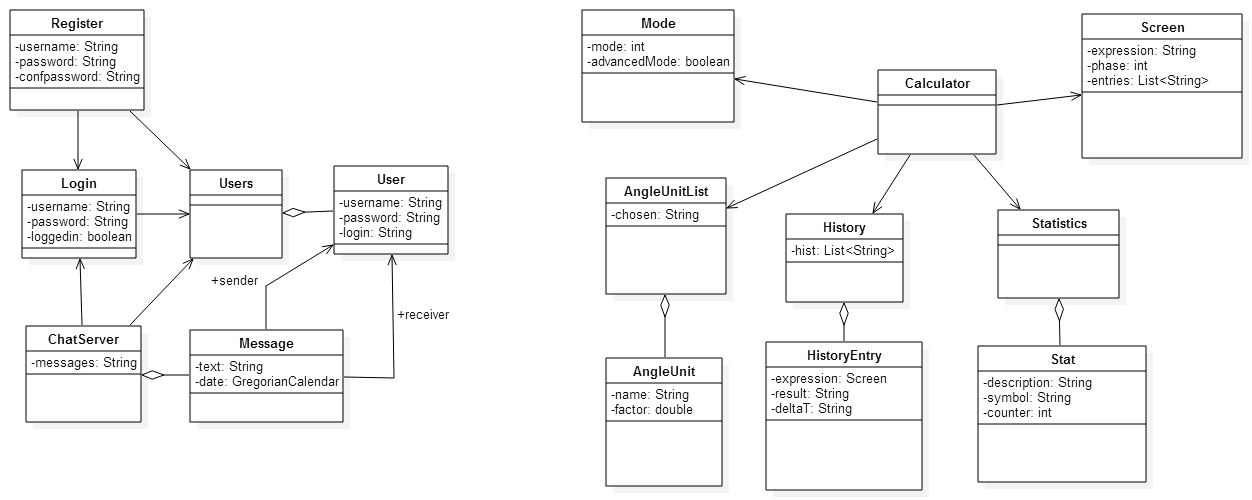 Register
-username: String
-password: String
-confpassword: String
Login
-username: String
-password: String
-loggedin: boolean
Users
User
-username: String
-password: String
-login: String
+sender
+receiver
ChatServer
-messages: String
Message
-text: String
-date: GregorianCalendar
Mode
-mode: int
-advancedMode: boolean
Calculator
Screen
-expression: String
-phase: int
-entries: List<String>
AngleUnitList
-chosen: String
History
-hist: List<String>
Statistics
AngleUnit
-name: String
-factor: double
HistoryEntry
-expression: Screen
-result: String
-deltaT: String
Stat
-description: String
-symbol: String
-counter: int